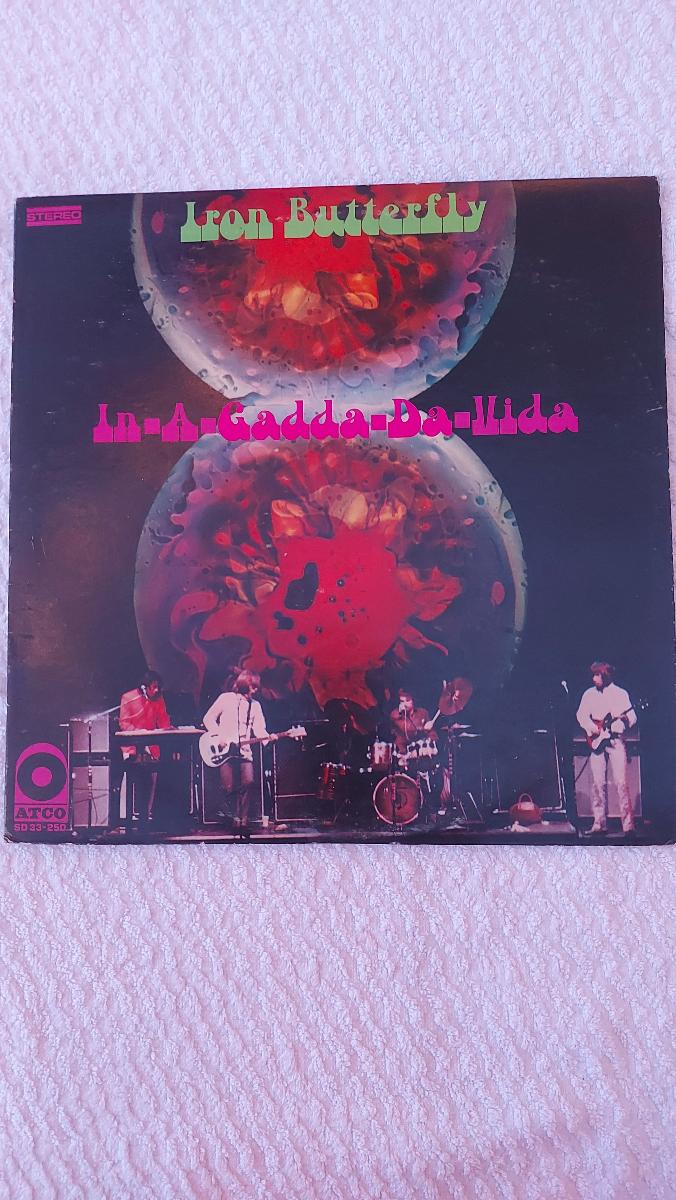 STEREO
Iron Butterfly
In-A-Gadda-Da-Vida
ATCO
SD 33-250